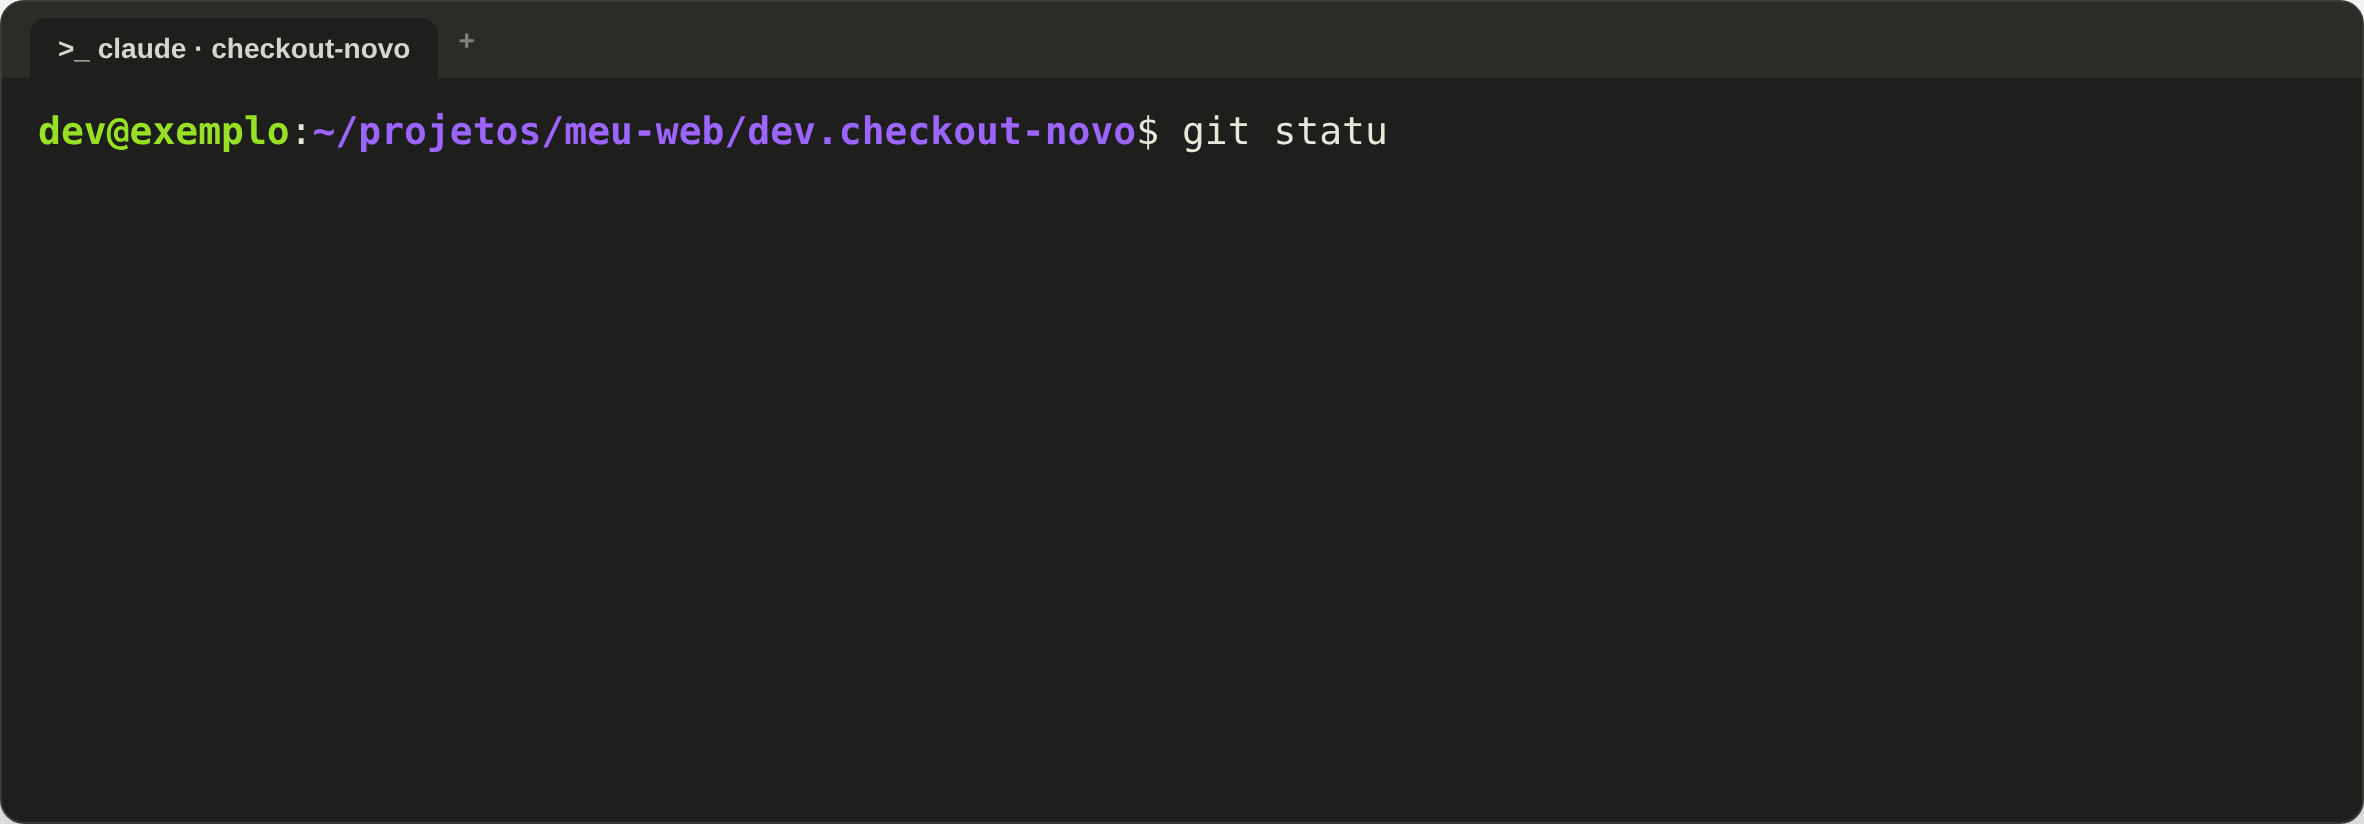 >_ claude · checkout-novo +
dev@exemplo:~/projetos/meu-web/dev.checkout-novo$ git statu